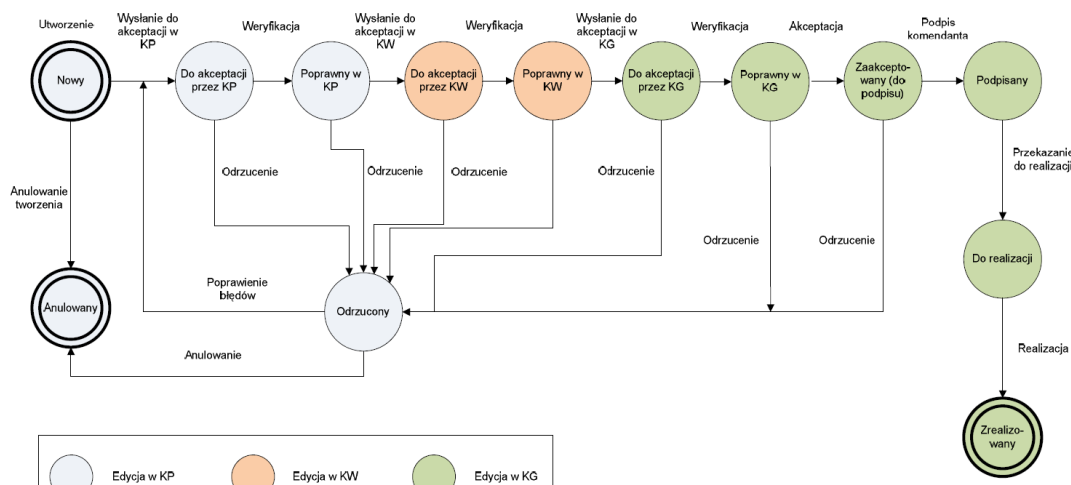 Utworzenie
Wysłanie do
akceptacji w
KP
Weryfikacja
Wysłanie do
akceptacji w
KW
Weryfikacja
Wysłanie do
akceptacji w
KG
Weryfikacja
Akceptacja
Podpis
komendanta
Nowy
Do akceptacji
przez KP
Poprawny w
KP
Do akceptacji
przez KW
Poprawny w
KW
Do akceptacji
przez KG
Poprawny w
KG
Zaakcepto-
wany (do
podpisu)
Podpisany
Anulowanie
tworzenia
Odrzucenie
Odrzucenie
Odrzucenie
Odrzucenie
Przekazanie
do realizacji
Odrzucenie
Odrzucenie
Do realizacji
Poprawienie
błędów
Anulowany
Odrzucony
Anulowanie
Realizacja
Zrealizo-
wany
Edycja w KP
Edycja w KW
Edycja w KG